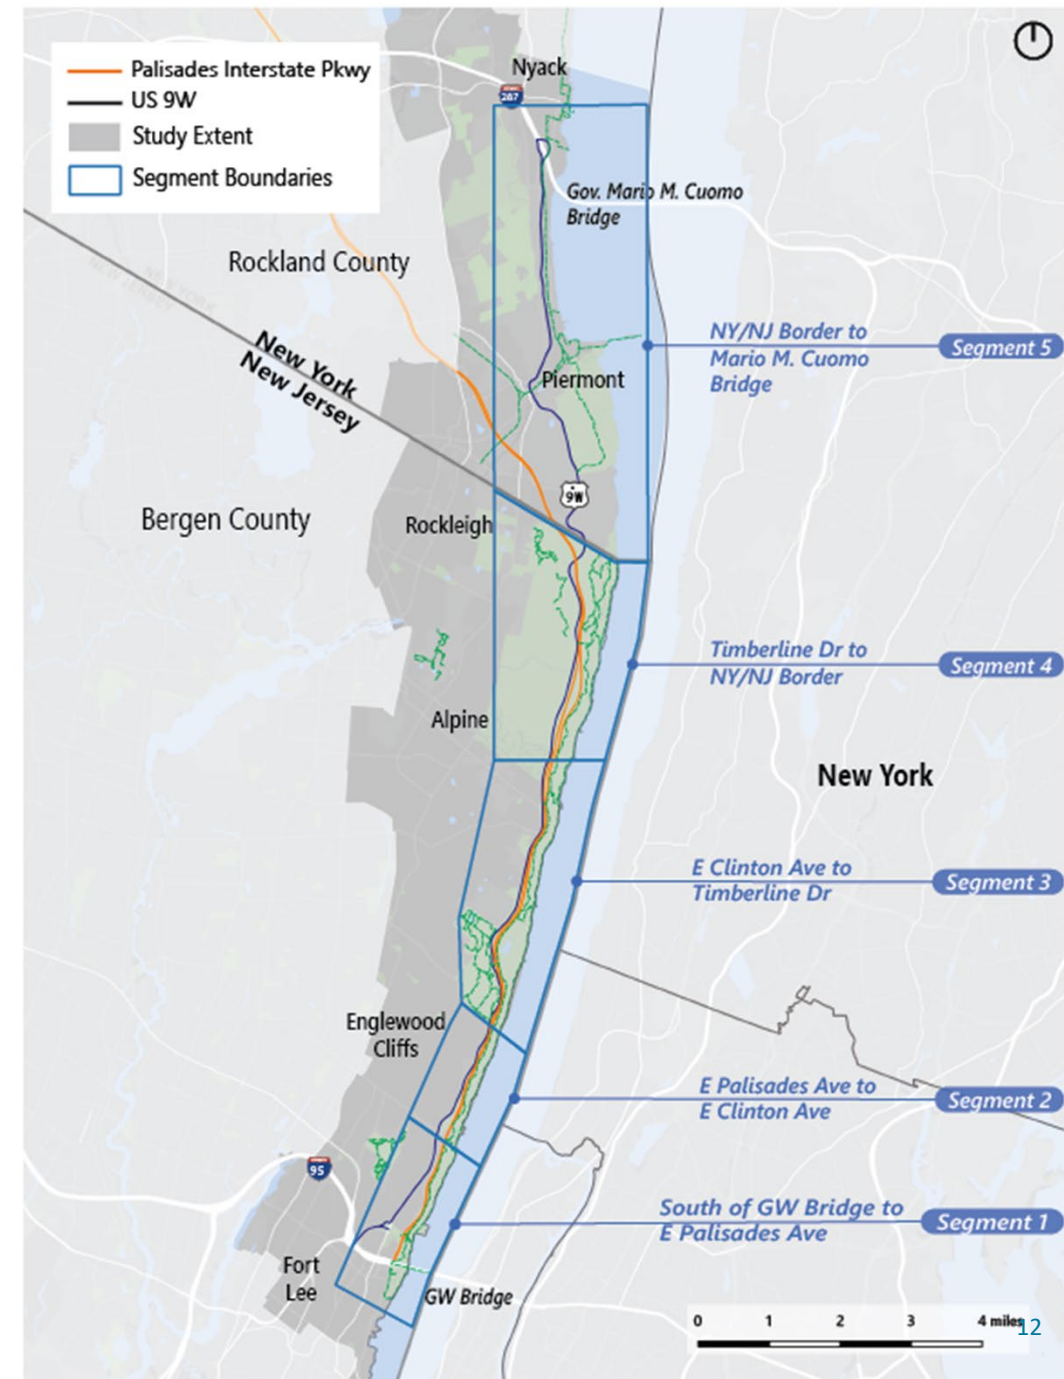 Palisades Interstate Pkwy
US 9W
Study Extent
Segment Boundaries
Nyack
287
Gov. Mario M. Cuomo
Bridge
Rockland County
NEW YORK
NEW JERSEY
New York
New Jersey
NY/NJ Border to
Mario M. Cuomo
Bridge
Segment 5
Piermont
9W
Bergen County
Rockleigh
Timberline Dr to
NY/NJ Border
Segment 4
Alpine
New York
E Clinton Ave to
Timberline Dr
Segment 3
Englewood
Cliffs
E Palisades Ave to
E Clinton Ave
Segment 2
95
South of GW Bridge to
E Palisades Ave
Segment 1
Fort
Lee
GW Bridge
0 1 2 3 4 miles
12